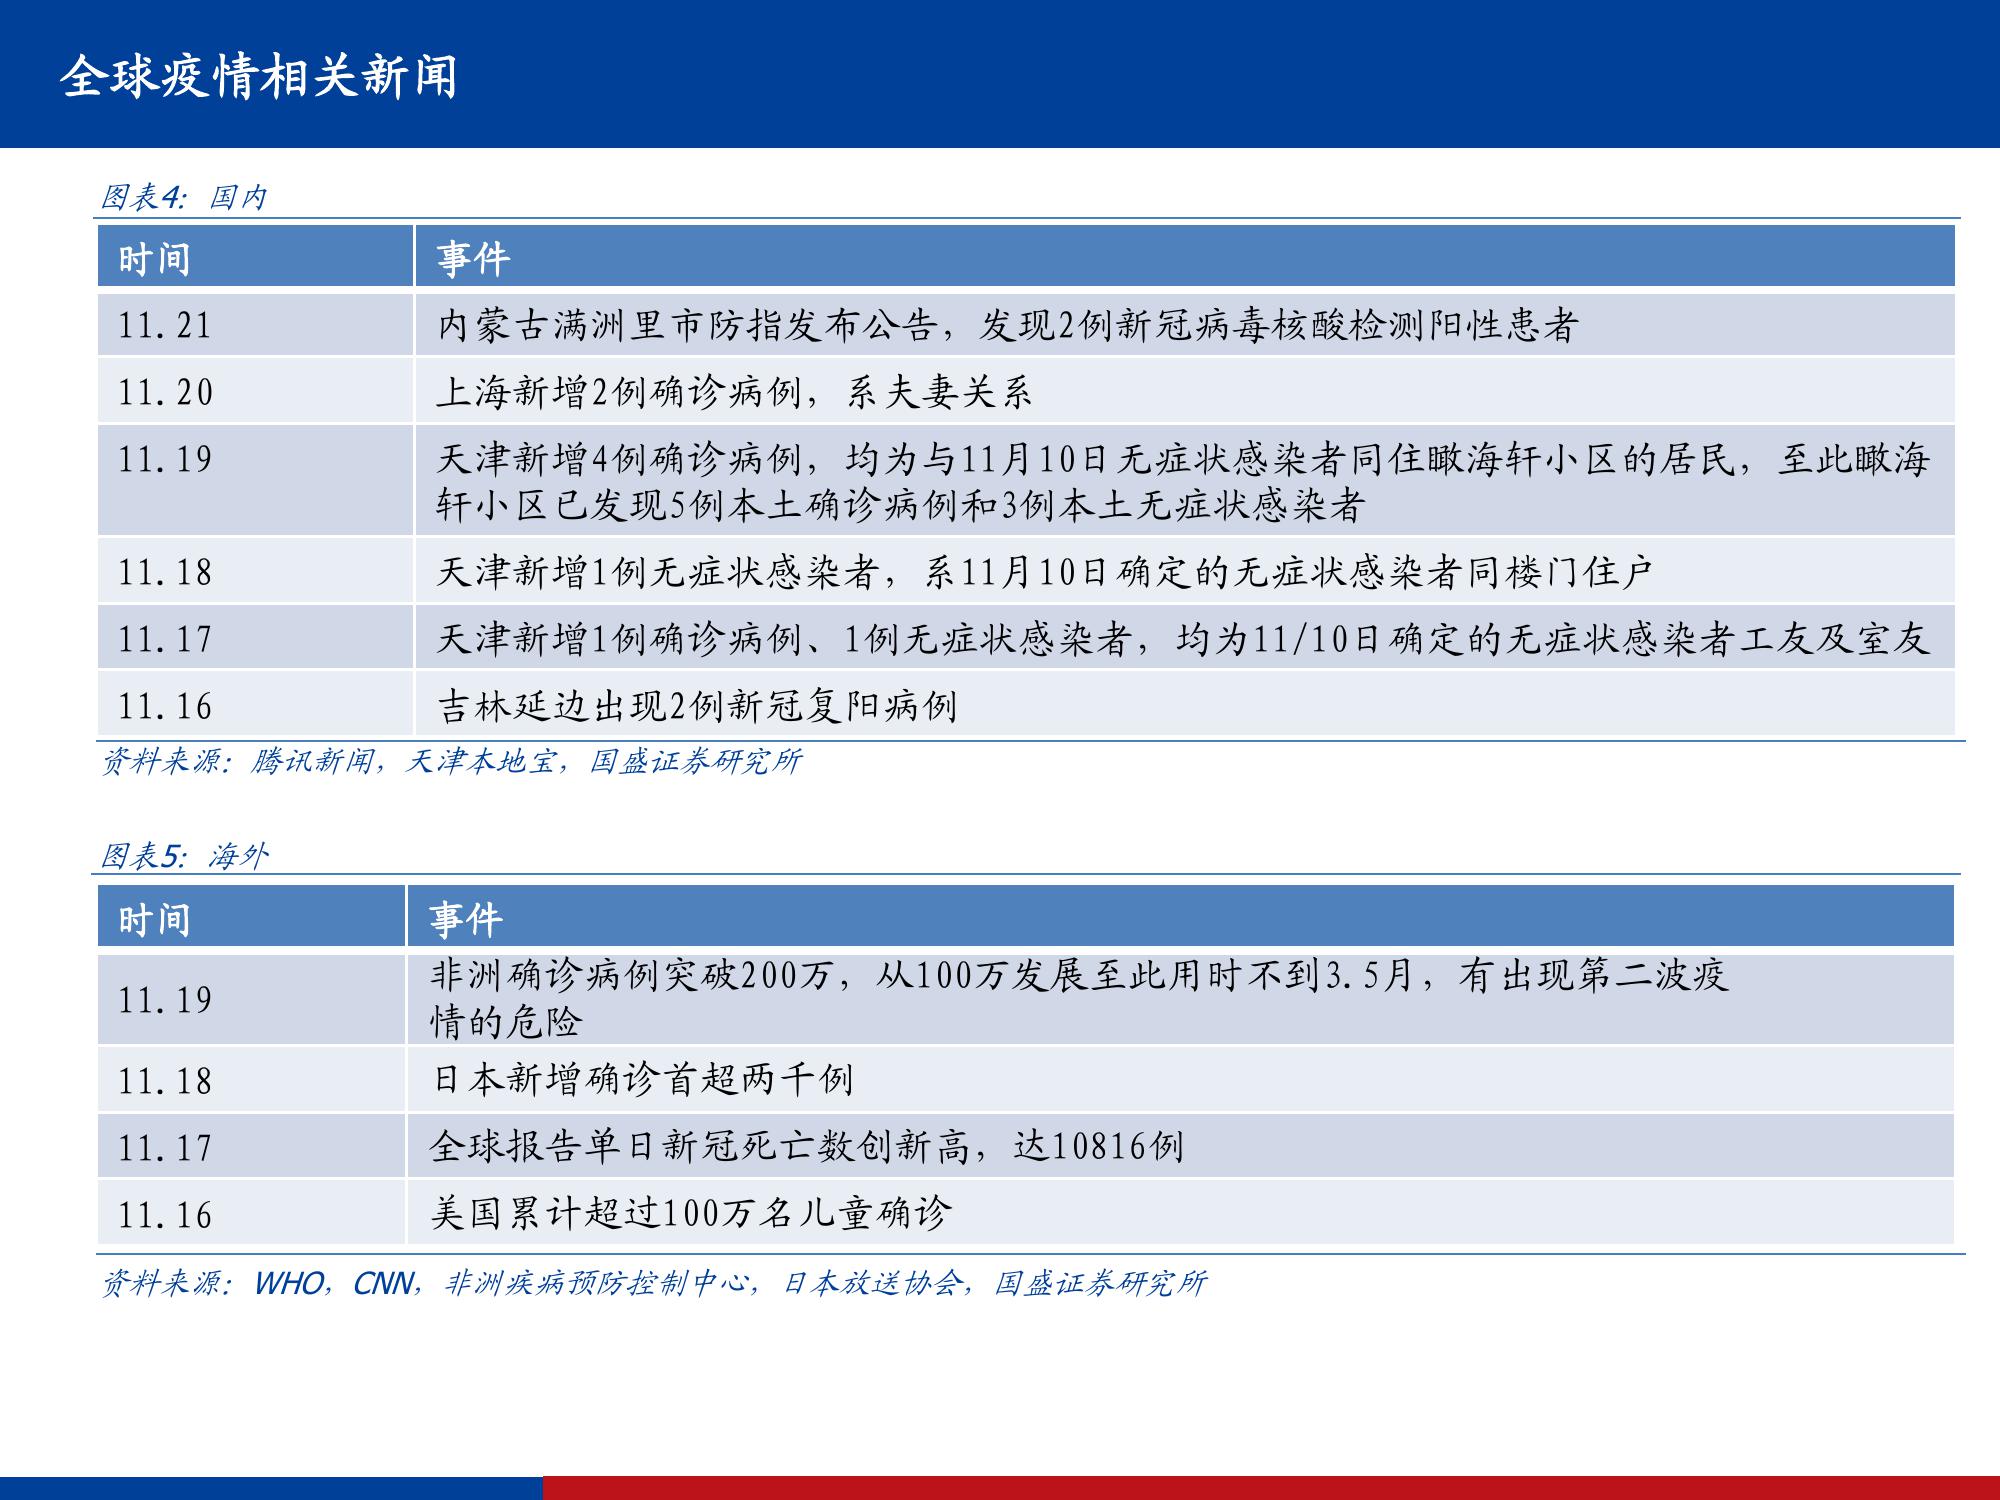 全球疫情相关新闻
图表4：国内
时间 事件
11.21 内蒙古满洲里市防指发布公告，发现2例新冠病毒核酸检测阳性患者
11.20 上海新增2例确诊病例，系夫妻关系
11.19 天津新增4例确诊病例，均为与11月10日无症状感染者同住瞰海轩小区的居民，至此瞰海
轩小区已发现5例本土确诊病例和3例本土无症状感染者
11.18 天津新增1例无症状感染者，系11月10日确定的无症状感染者同楼门住户
11.17 天津新增1例确诊病例、1例无症状感染者，均为11/10日确定的无症状感染者工友及室友
11.16 吉林延边出现2例新冠复阳病例
资料来源：腾讯新闻，天津本地宝，国盛证券研究所
图表5：海外
时间 事件
11.19 非洲确诊病例突破200万，从100万发展至此用时不到3.5月，有出现第二波疫
情的危险
11.18 日本新增确诊首超两千例
11.17 全球报告单日新冠死亡数创新高，达10816例
11.16 美国累计超过100万名儿童确诊
资料来源：WHO，CNN，非洲疾病预防控制中心，日本放送协会，国盛证券研究所